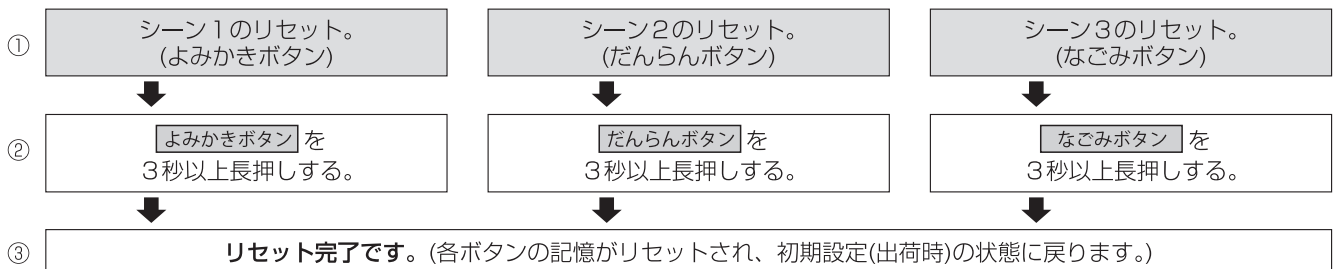 ①
シーン１のリセット。
(よみかきボタン)
シーン２のリセット。
(だんらんボタン)
シーン３のリセット。
(なごみボタン)
②
よみかきボタン を
３秒以上長押しする。
だんらんボタン を
３秒以上長押しする。
なごみボタン を
３秒以上長押しする。
③
リセット完了です。(各ボタンの記憶がリセットされ、初期設定(出荷時)の状態に戻ります。)